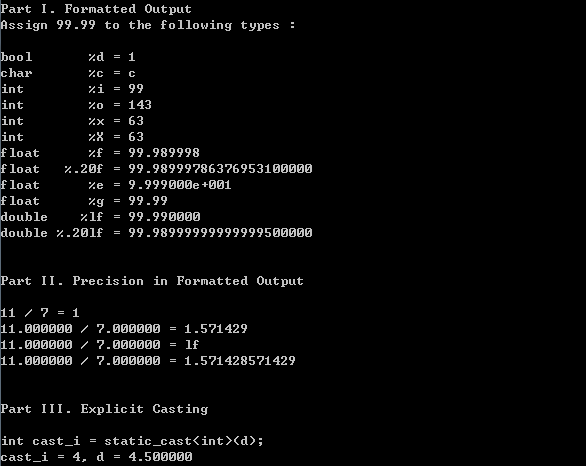 Part I. Formatted Output
Assign 99.99 to the following types :
bool       %d = 1
char       %c = c
int        %i = 99
int        %o = 143
int        %x = 63
int        %X = 63
float      %f = 99.989998
float   %.20f = 99.98999786376953100000
float      %e = 9.999000e+001
float      %g = 99.99
double    %lf = 99.990000
double %.20lf = 99.98999999999999500000
Part II. Precision in Formatted Output
11 / 7 = 1
11.000000 / 7.000000 = 1.571429
11.000000 / 7.000000 = lf
11.000000 / 7.000000 = 1.571428571429
Part III. Explicit Casting
int cast_i = static_cast<int>(d);
cast_i = 4, d = 4.500000